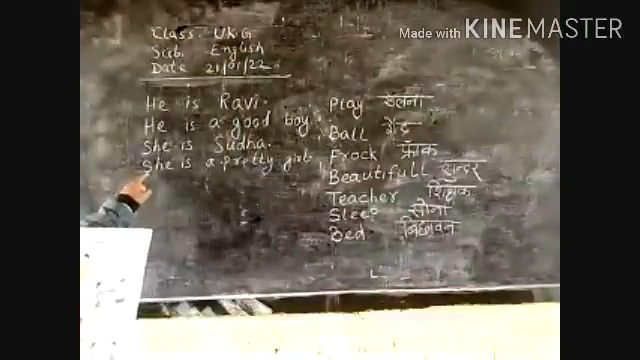 Made with KINEMASTER
Class: UKG
Sub. English
Date 21/01/22
He is Ravi.
He is a good boy.
She is Sudha.
She is a pretty girl.
Play खेलना
Ball गेंद
Frock फ्राक
Beautifull सुन्दर
Teacher शिक्षक
Sleep सोना
Bed बिछावन